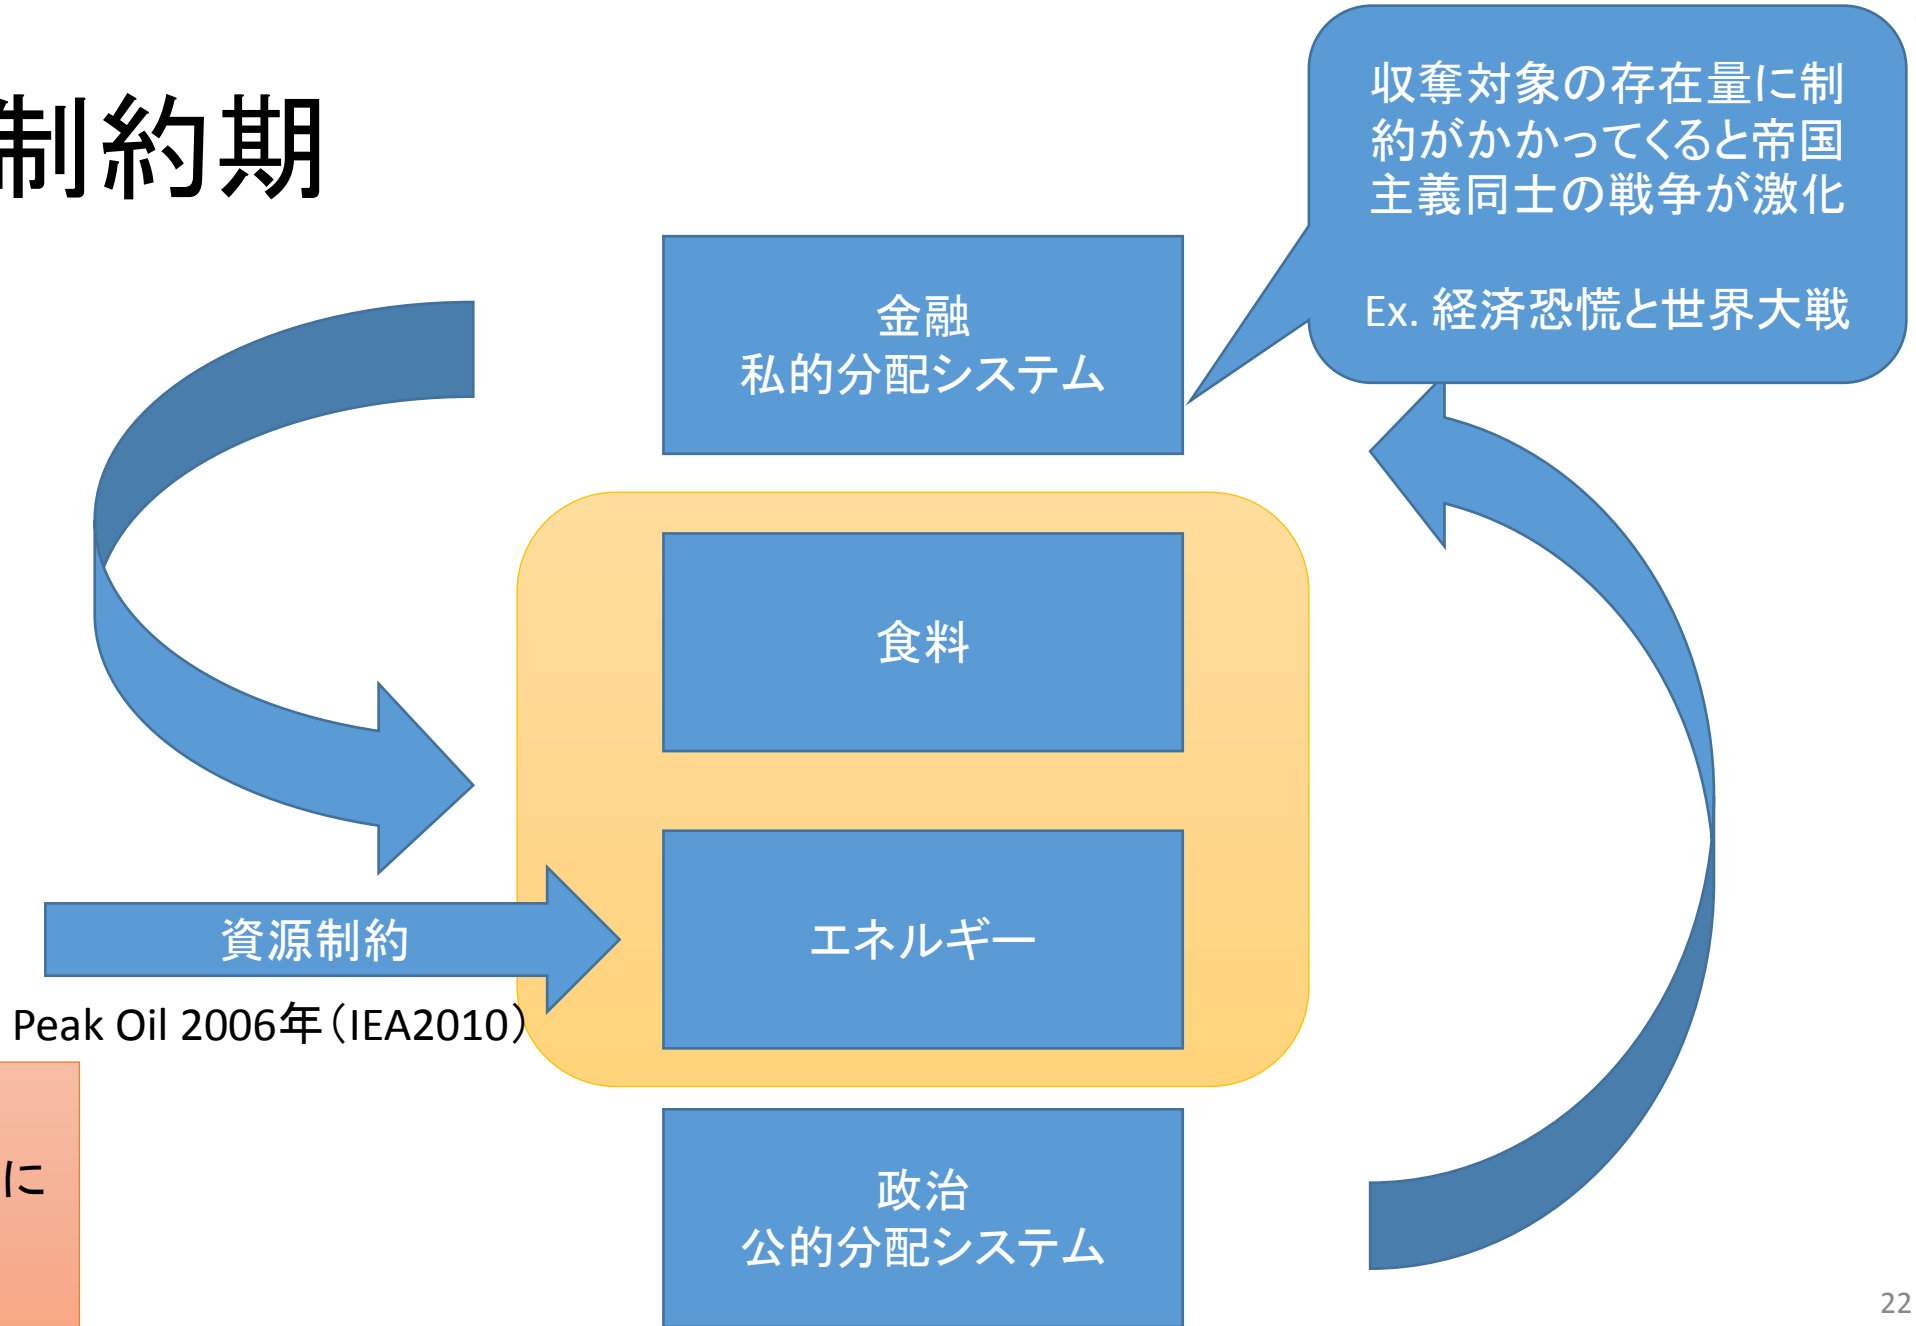 制約期
収奪対象の存在量に制
約がかかってくると帝国
主義同士の戦争が激化
Ex. 経済恐慌と世界大戦
金融
私的分配システム
食料
資源制約
エネルギー
Peak Oil 2006年（IEA2010）
に
政治
公的分配システム
22